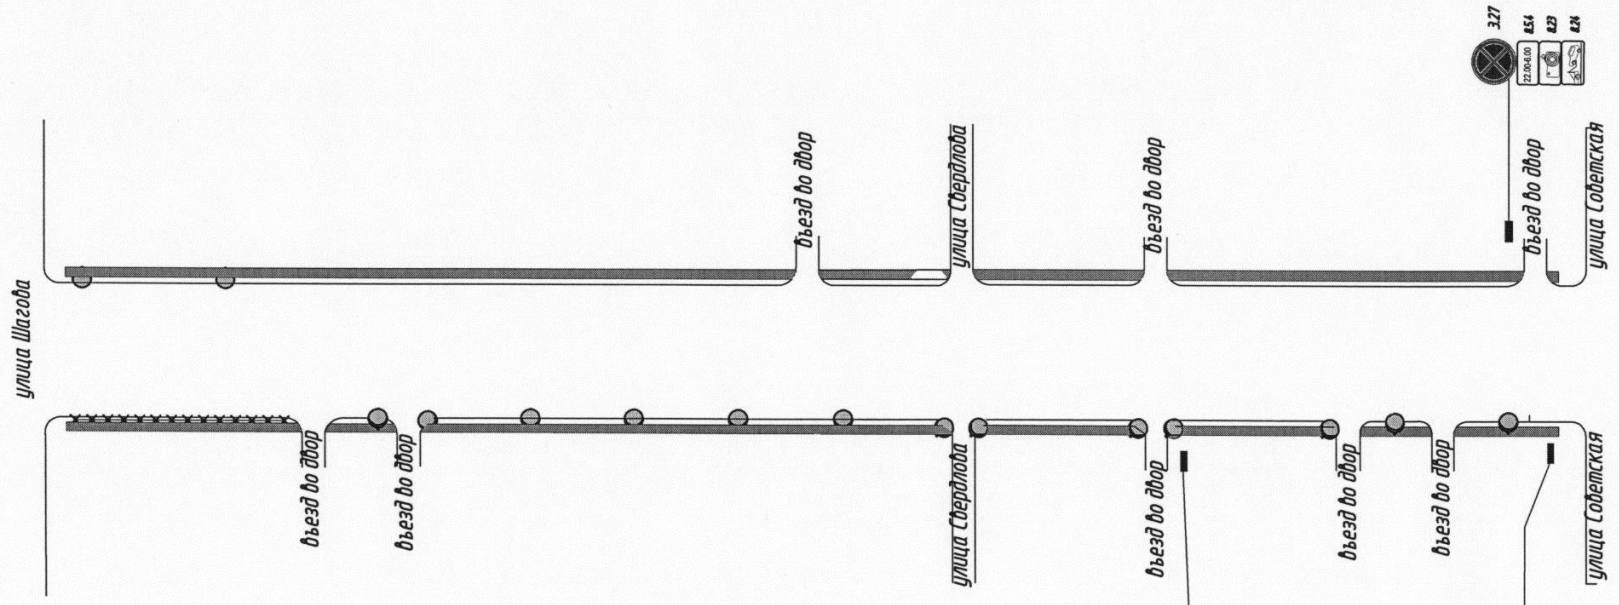 3.27
8.5.4
8.23
8.24
22.00-6.00
въезд во двор
улица Свердлова
въезд во двор
въезд во двор
улица Советская
улица Шагова
въезд во двор
въезд во двор
улица Свердлова
въезд во двор
въезд во двор
въезд во двор
улица Советская